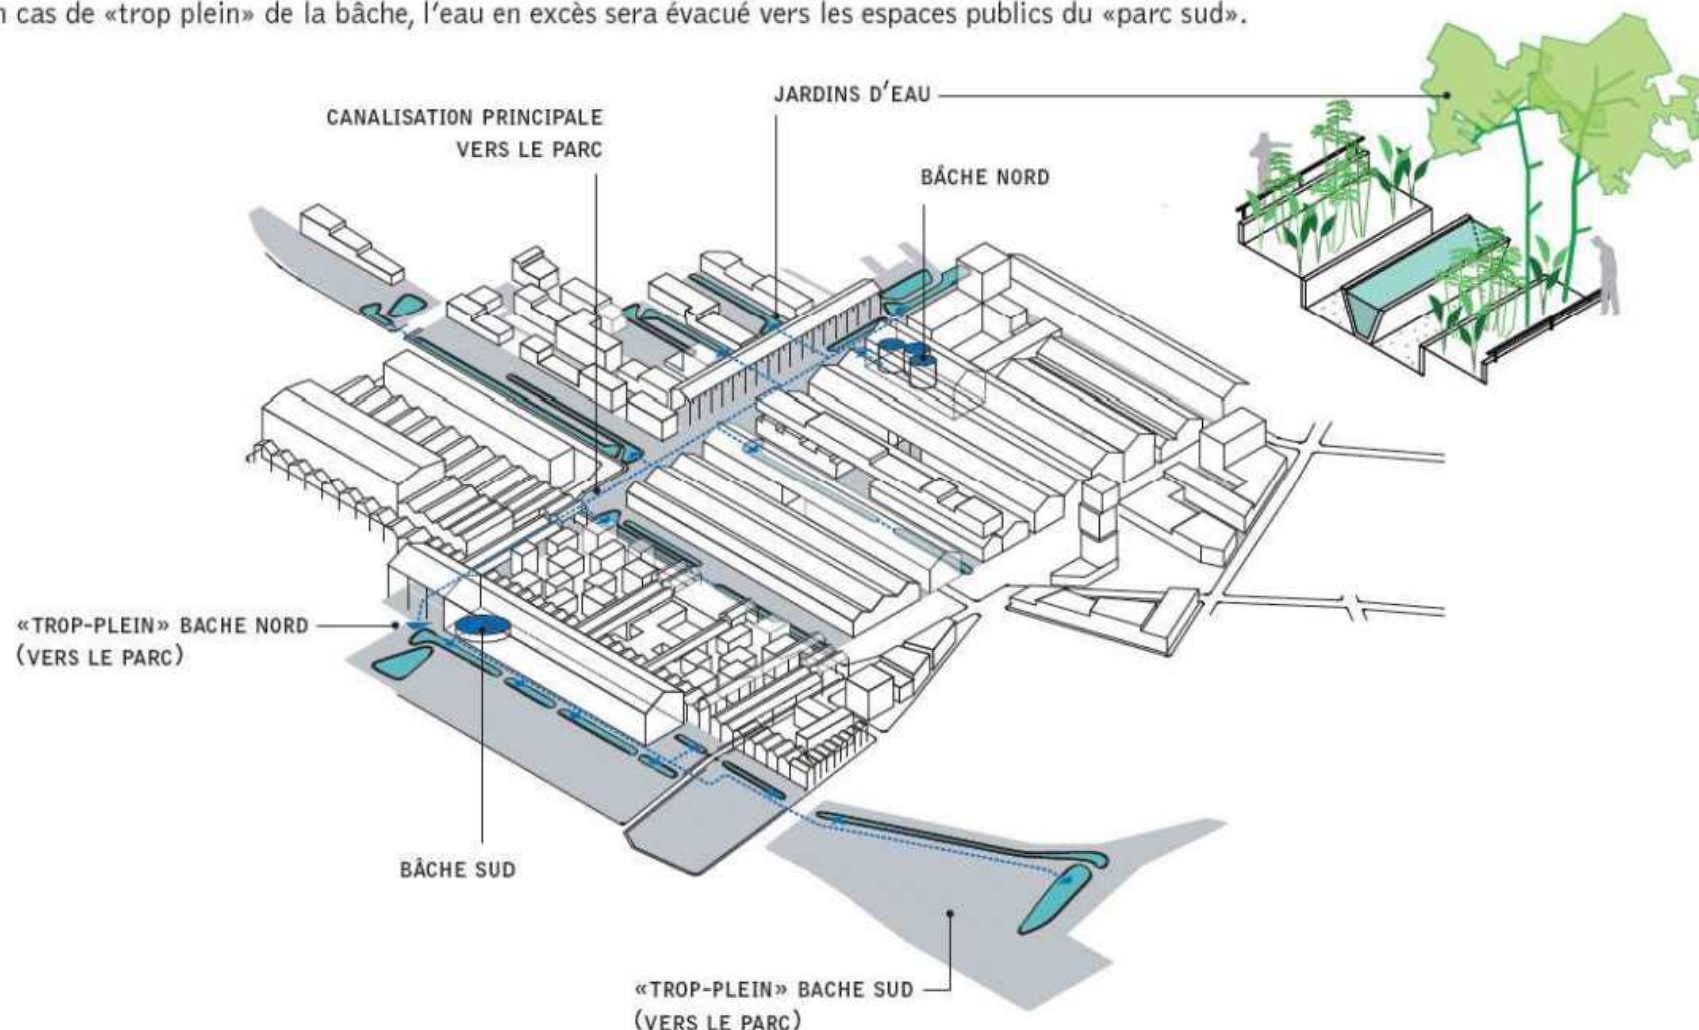 n cas de «trop plein» de la bâche, l'eau en excès sera évacué vers les espaces publics du «parc sud».
JARDINS D'EAU
CANALISATION PRINCIPALE
VERS LE PARC
BÂCHE NORD
«TROP-PLEIN» BACHE NORD
(VERS LE PARC)
BÂCHE SUD
«TROP-PLEIN» BACHE SUD
(VERS LE PARC)